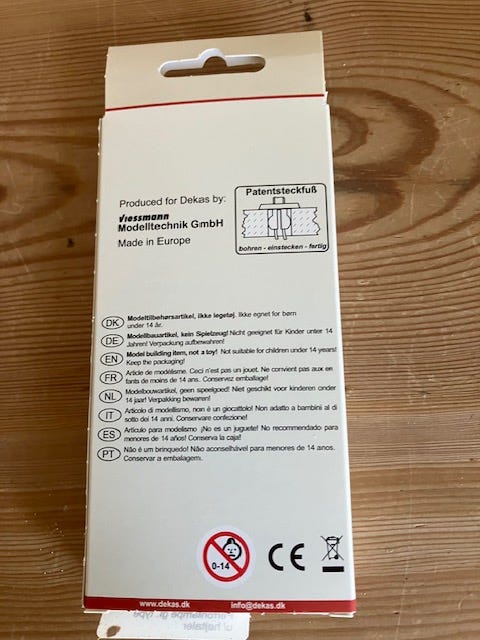 Produced for Dekas by:
viessmann
Modelltechnik GmbH
Made in Europe
Patentsteckfuß
bohren - einstecken - fertig
DK Modeltilbehørsartikel, ikke legetøj. Ikke egnet for børn
under 14 år.
DE Modellbauartikel, kein Spielzeug! Nicht geeignet für Kinder unter 14
Jahren! Verpackung aufbewahren!
EN Model building item, not a toy! Not suitable for children under 14 years!
Keep the packaging!
FR Article de modélisme. Ceci n'est pas un jouet. Ne convient pas aux en-
fants de moins de 14 ans. Conservez emballage!
NL Modelbouwartikel, geen speelgoed! Niet geschikt voor kinderen onder
14 jaar! Verpakking bewaren!
IT Articolo di modellismo, non è un giocattolo! Non adatto a bambini al di
sotto dei 14 anni. Conservare confezione!
ES Artículo para modelismo ¡No es un juguete! No recomendado para
menores de 14 años! Conserva la caja!
PT Não é um brinquedo! Não aconselhável para menores de 14 anos.
Conservar a embalagem.
0-14
CE
www.dekas.dk info@dekas.dk